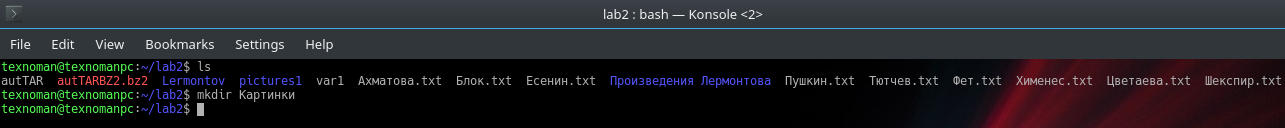 lab2 : bash — Konsole <2>
File Edit View Bookmarks Settings Help
texnoman@texnomanpc:~/lab2$ ls
autTAR autTARBZ2.bz2 Lermontov pictures1 var1 Ахматова.txt Блок.txt Есенин.txt Произведения Лермонтова Пушкин.txt Тютчев.txt Фет.txt Хименес.txt Цветаева.txt Шекспир.txt
texnoman@texnomanpc:~/lab2$ mkdir Картинки
texnoman@texnomanpc:~/lab2$